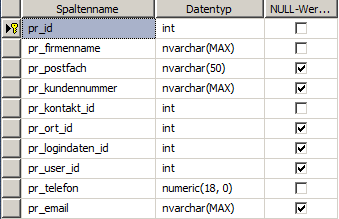 Spaltenname Datentyp NULL-Wer...
pr_id int
pr_firmenname nvarchar(MAX)
pr_postfach nvarchar(50)
pr_kundennummer nvarchar(MAX)
pr_kontakt_id int
pr_ort_id int
pr_logindaten_id int
pr_user_id int
pr_telefon numeric(18, 0)
pr_email nvarchar(MAX)